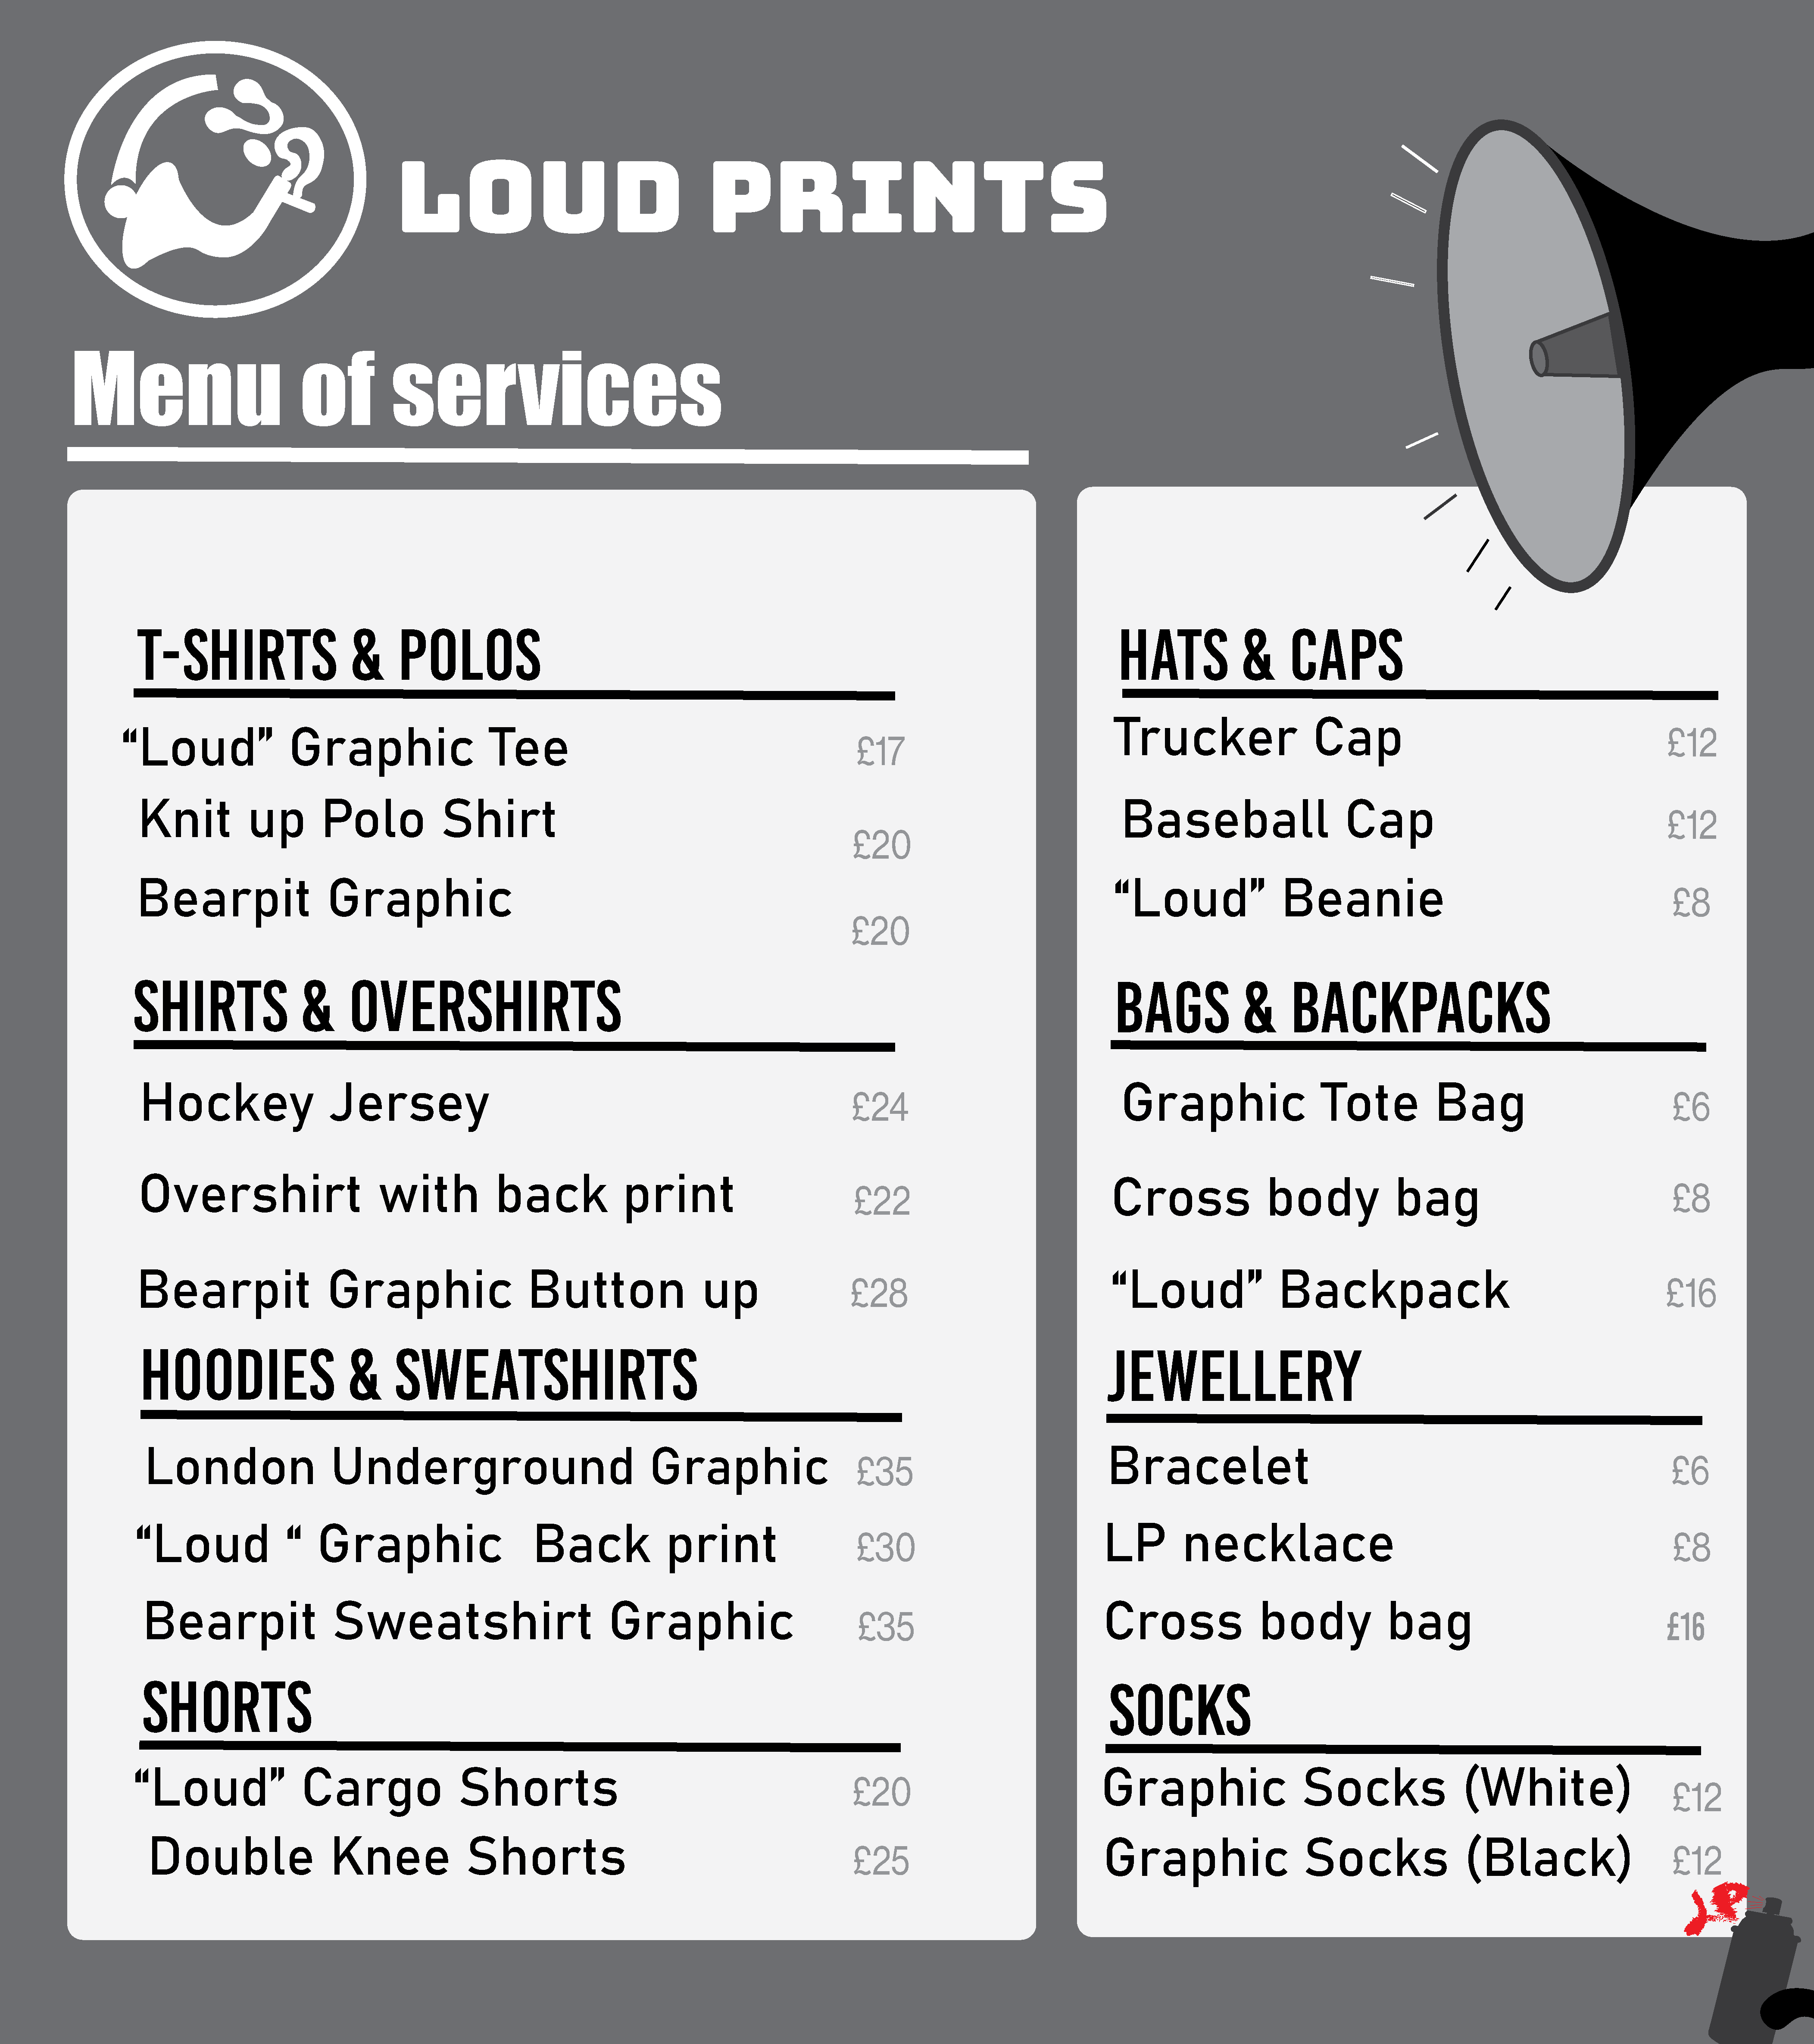 LOUD PRINTS
Menu of services
T-SHIRTS & POLOS
“Loud” Graphic Tee £17
Knit up Polo Shirt £20
Bearpit Graphic £20
SHIRTS & OVERSHIRTS
Hockey Jersey £24
Overshirt with back print £22
Bearpit Graphic Button up £28
HOODIES & SWEATSHIRTS
London Underground Graphic £35
“Loud “ Graphic Back print £30
Bearpit Sweatshirt Graphic £35
SHORTS
“Loud” Cargo Shorts £20
Double Knee Shorts £25
HATS & CAPS
Trucker Cap £12
Baseball Cap £12
“Loud” Beanie £8
BAGS & BACKPACKS
Graphic Tote Bag £6
Cross body bag £8
“Loud” Backpack £16
JEWELLERY
Bracelet £6
LP necklace £8
Cross body bag £16
SOCKS
Graphic Socks (White) £12
Graphic Socks (Black) £12